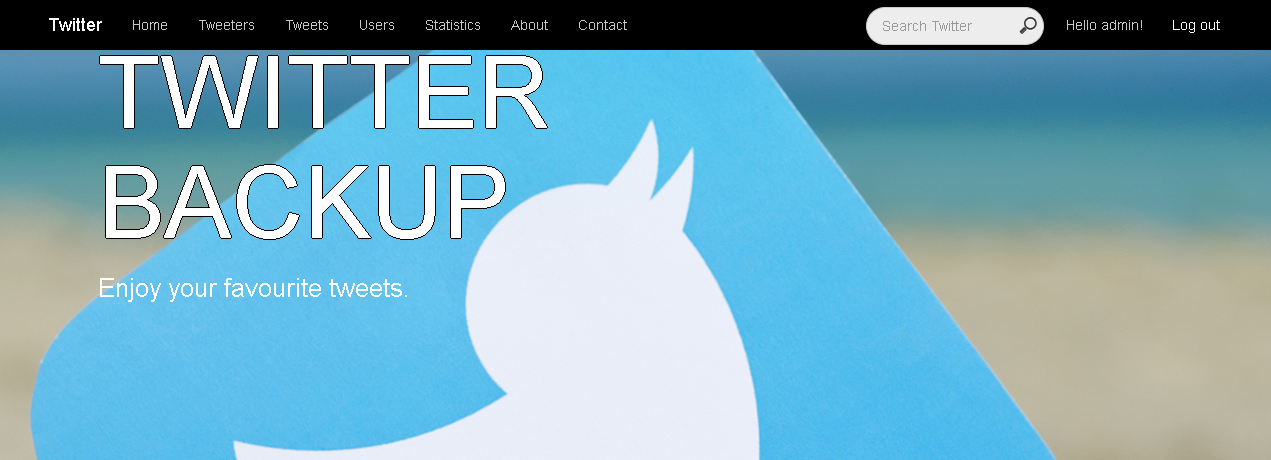 Twitter Home Tweeters Tweets Users Statistics About Contact Search Twitter Hello admin! Log out
TWITTER
BACKUP
Enjoy your favourite tweets.